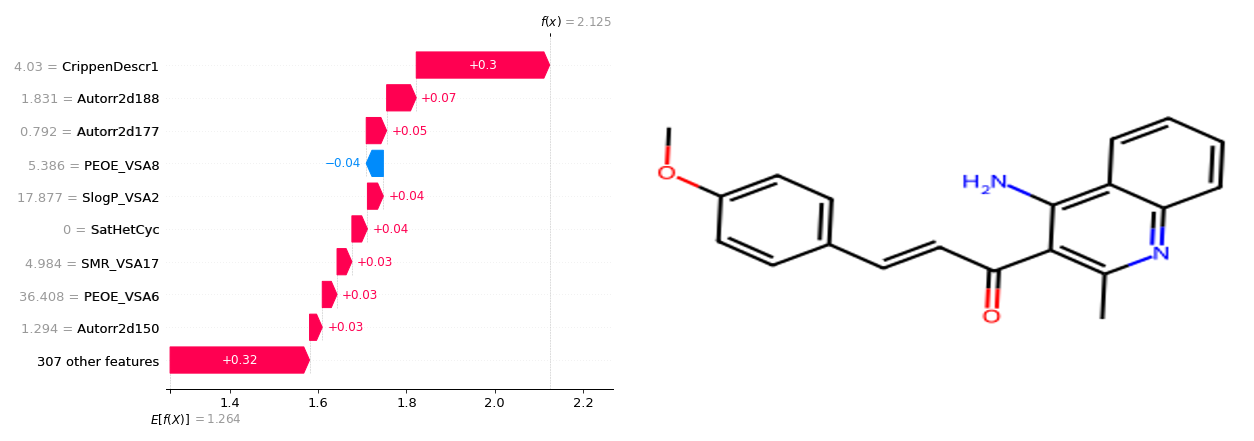 f(x) = 2.125
4.03 = CrippenDescr1
+0.3
1.831 = Autorr2d188
+0.07
0.792 = Autorr2d177
+0.05
5.386 = PEOE_VSA8
−0.04
17.877 = SlogP_VSA2
+0.04
0 = SatHetCyc
+0.04
4.984 = SMR_VSA17
+0.03
36.408 = PEOE_VSA6
+0.03
1.294 = Autorr2d150
+0.03
307 other features
+0.32
1.4 1.6 1.8 2.0 2.2
E[f(X)] = 1.264
O
H₂N
N
O